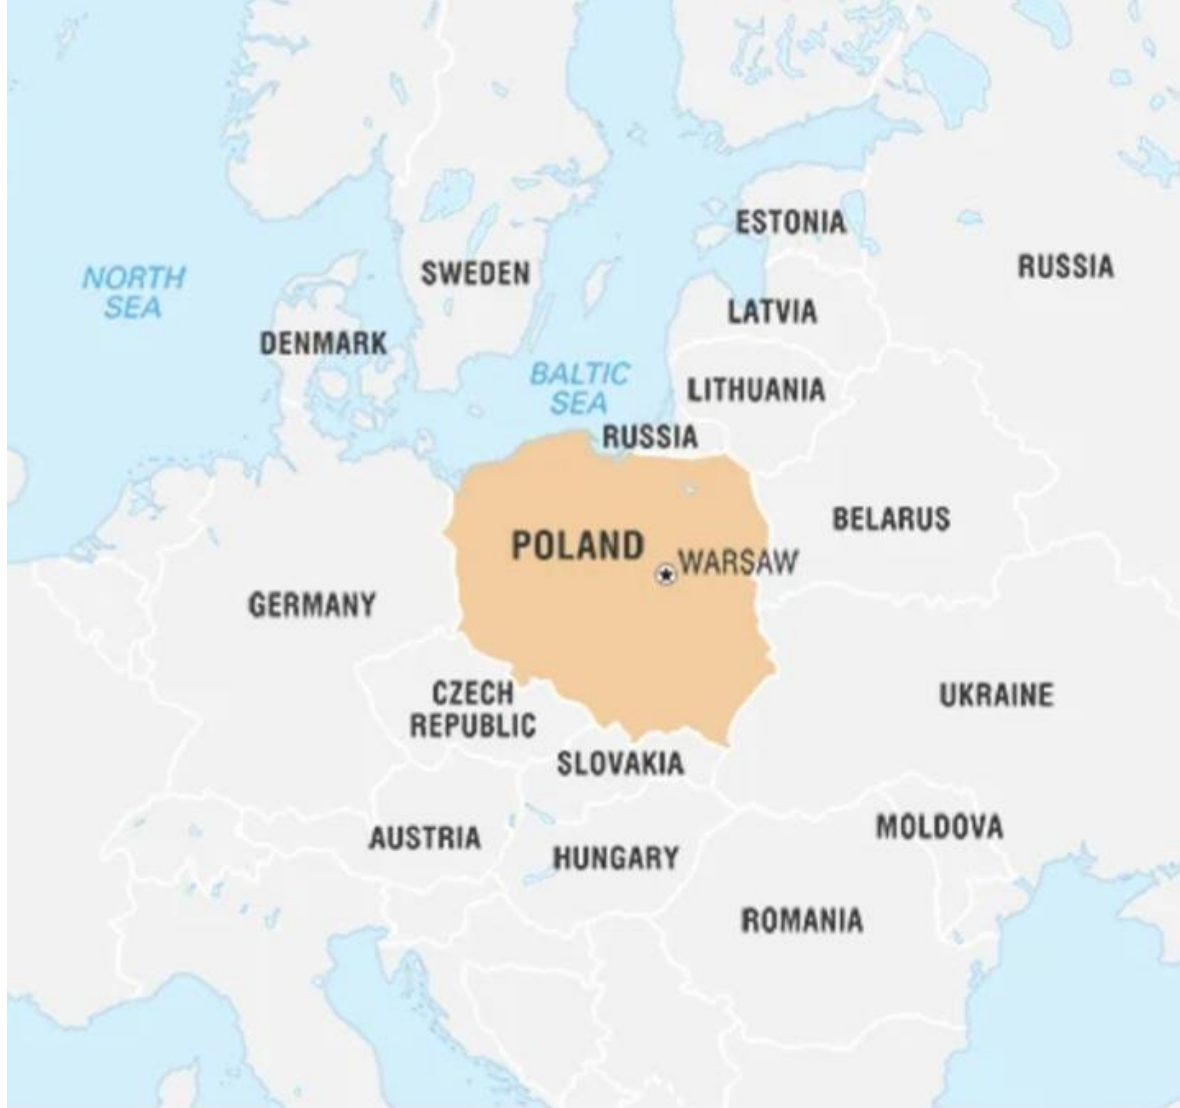 ESTONIA
RUSSIA
NORTH
SEA
SWEDEN
LATVIA
DENMARK
BALTIC
SEA
LITHUANIA
RUSSIA
BELARUS
POLAND
WARSAW
GERMANY
CZECH
REPUBLIC
UKRAINE
SLOVAKIA
MOLDOVA
AUSTRIA
HUNGARY
ROMANIA